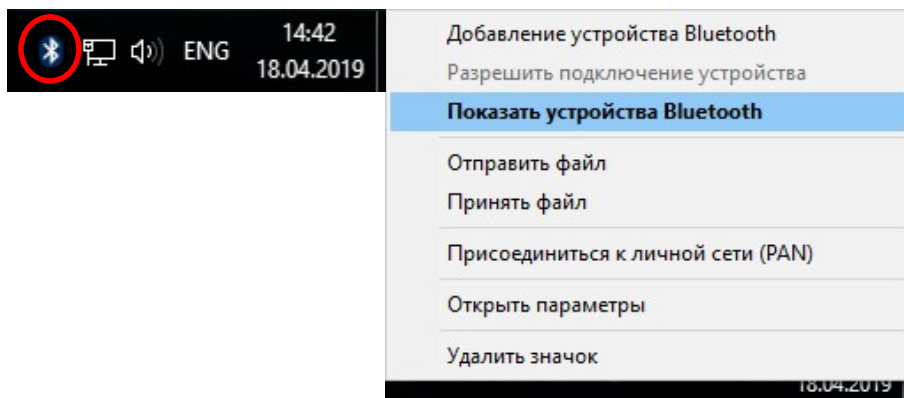 14:42
ENG
18.04.2019
Добавление устройства Bluetooth
Разрешить подключение устройства
Показать устройства Bluetooth
Отправить файл
Принять файл
Присоединиться к личной сети (PAN)
Открыть параметры
Удалить значок
18.04.2019